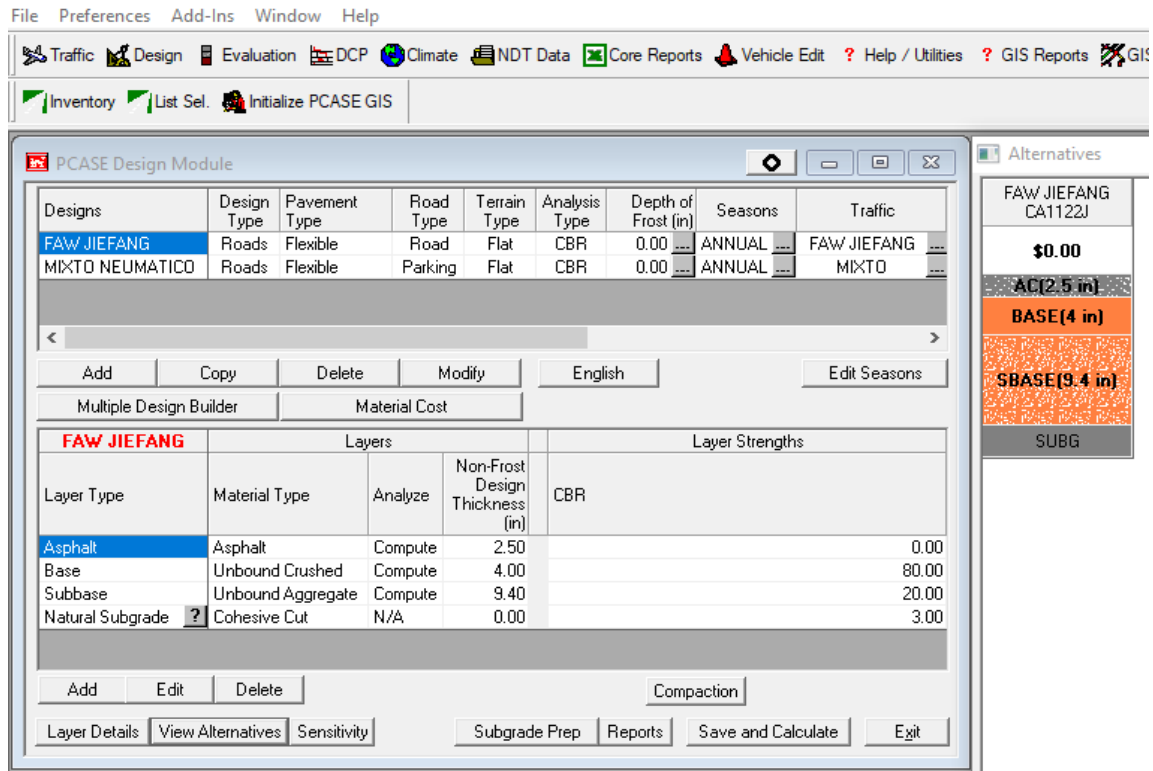 File Preferences Add-Ins Window Help
Traffic Design Evaluation DCP Climate NDT Data Core Reports Vehicle Edit ? Help / Utilities ? GIS Reports GIS
Inventory List Sel. Initialize PCASE GIS
PCASE Design Module
Designs Design Type Pavement Type Road Type Terrain Type Analysis Type Depth of Frost (in) Seasons Traffic
FAW JIEFANG Roads Flexible Road Flat CBR 0.00 ... ANNUAL ... FAW JIEFANG ...
MIXTO NEUMATICO Roads Flexible Parking Flat CBR 0.00 ... ANNUAL ... MIXTO ...
< >
Add Copy Delete Modify English Edit Seasons
Multiple Design Builder Material Cost
FAW JIEFANG Layers Layer Strengths
Layer Type Material Type Analyze Non-Frost Design Thickness (in) CBR
Asphalt Asphalt Compute 2.50 0.00
Base Unbound Crushed Compute 4.00 80.00
Subbase Unbound Aggregate Compute 9.40 20.00
Natural Subgrade ? Cohesive Cut N/A 0.00 3.00
Add Edit Delete Compaction
Layer Details View Alternatives Sensitivity Subgrade Prep Reports Save and Calculate Exit
Alternatives
FAW JIEFANG
CA1122J
$0.00
AC(2.5 in)
BASE(4 in)
SBASE(9.4 in)
SUBG